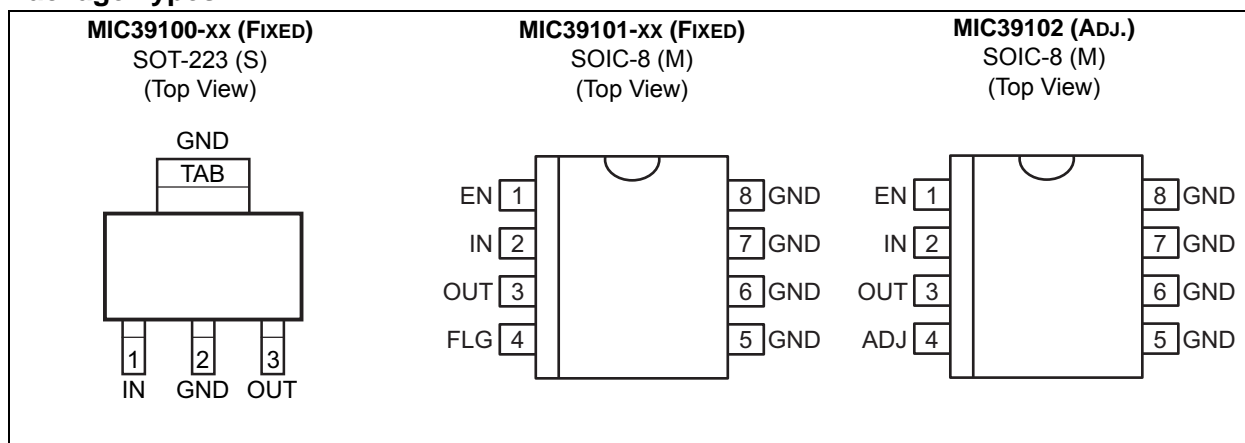 MIC39100-XX (FIXED)
SOT-223 (S)
(Top View)
GND
TAB
1
2
3
IN
GND
OUT
MIC39101-XX (FIXED)
SOIC-8 (M)
(Top View)
EN 1
8 GND
IN 2
7 GND
OUT 3
6 GND
FLG 4
5 GND
MIC39102 (ADJ.)
SOIC-8 (M)
(Top View)
EN 1
8 GND
IN 2
7 GND
OUT 3
6 GND
ADJ 4
5 GND